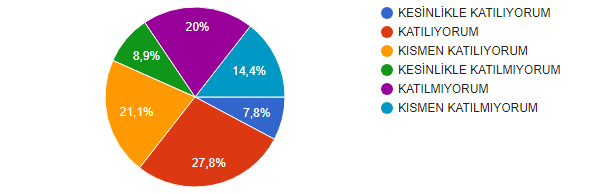 20%
8,9%
14,4%
21,1%
7,8%
27,8%
KESİNLİKLE KATILIYORUM
KATILIYORUM
KISMEN KATILIYORUM
KESİNLİKLE KATILMIYORUM
KATILMIYORUM
KISMEN KATILMIYORUM